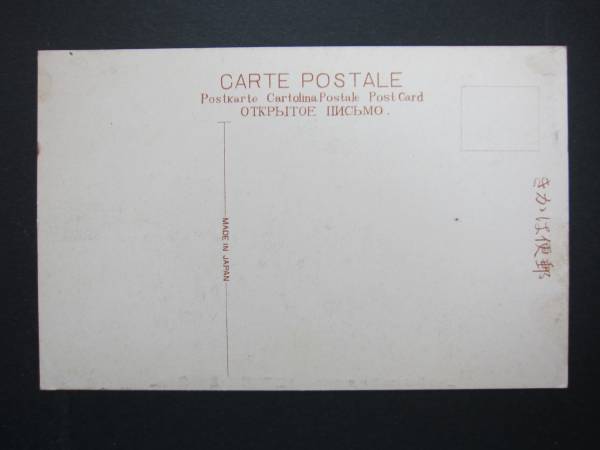 CARTE POSTALE
Postkarte Cartolina Postale Post Card
ОТКРЫТОЕ ПИСЬМО.
MADE IN JAPAN
郵便はかき